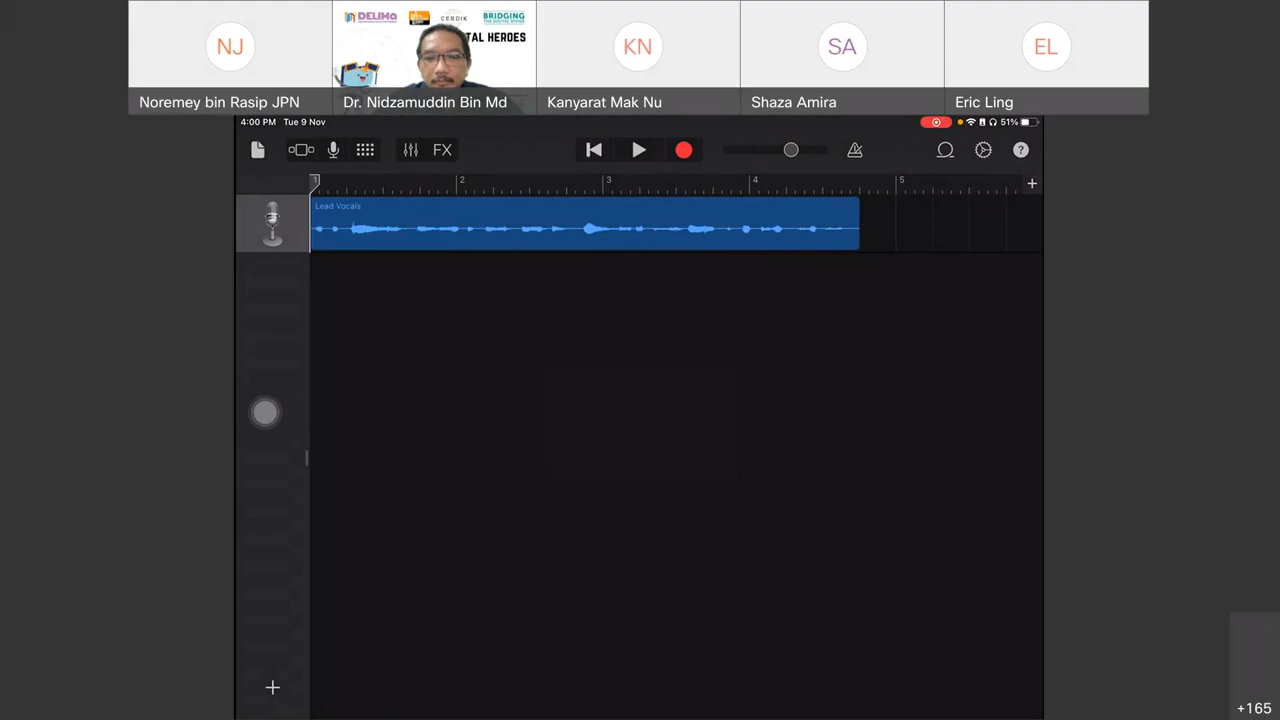 NJ
DELIMa
CERDIK
BRIDGING
THE DIGITAL DIVIDE
TAL HEROES
KN
SA
EL
Noremey bin Rasip JPN
Dr. Nidzamuddin Bin Md
Kanyarat Mak Nu
Shaza Amira
Eric Ling
4:00 PM Tue 9 Nov
51%
FX
?
1
2
3
4
5
Lead Vocals
+165